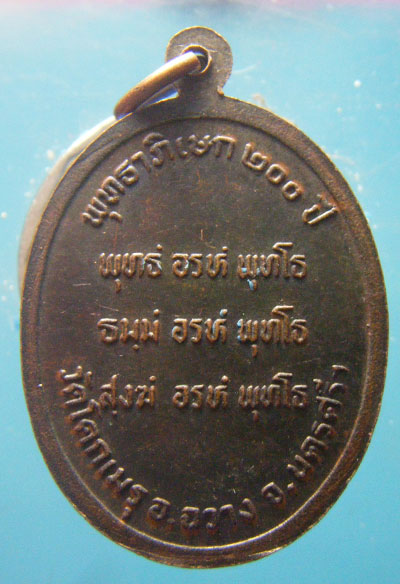 พุทธาภิเษก ๒๐๐ ปี
พุทธํ อรหํ พุทโธ
ธมฺมํ อรหํ พุทโธ
สงฺฆํ อรหํ พุทโธ
วัดโคกเมรุ อ.ฉวาง จ.นครศรีฯ